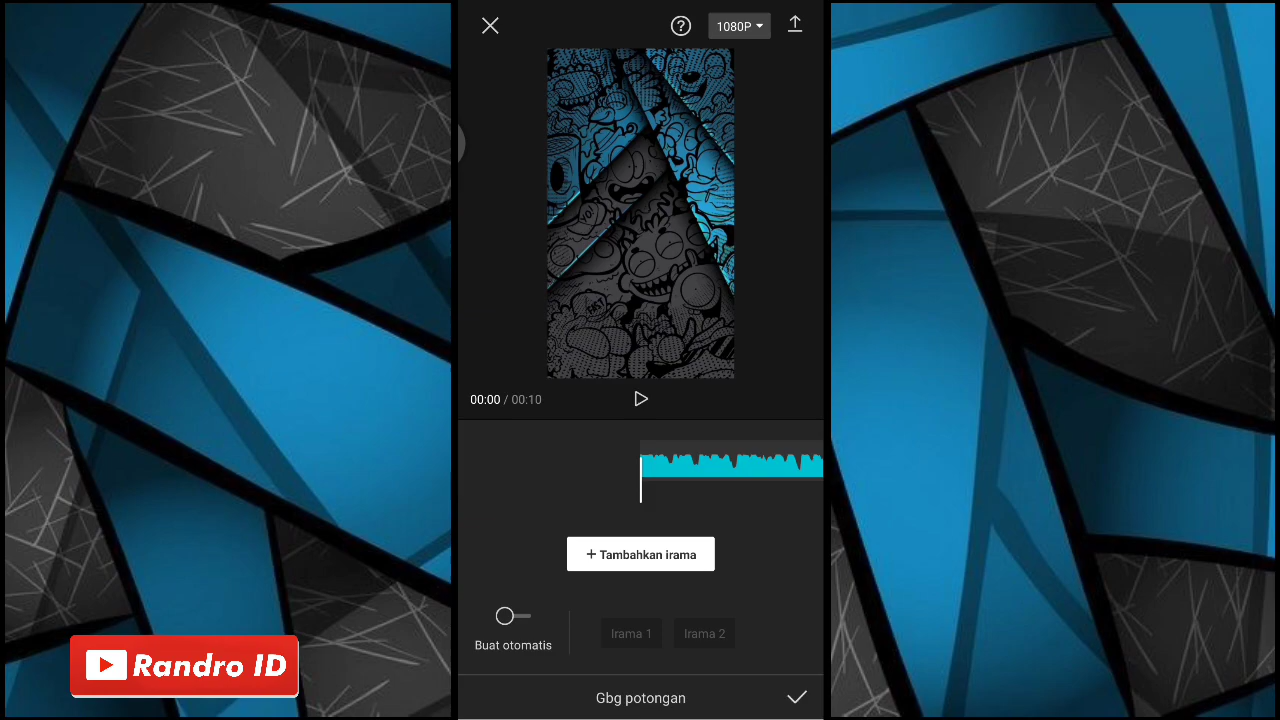 1080P
00:00 / 00:10
+ Tambahkan irama
Buat otomatis
Irama 1
Irama 2
Gbg potongan
Randro ID